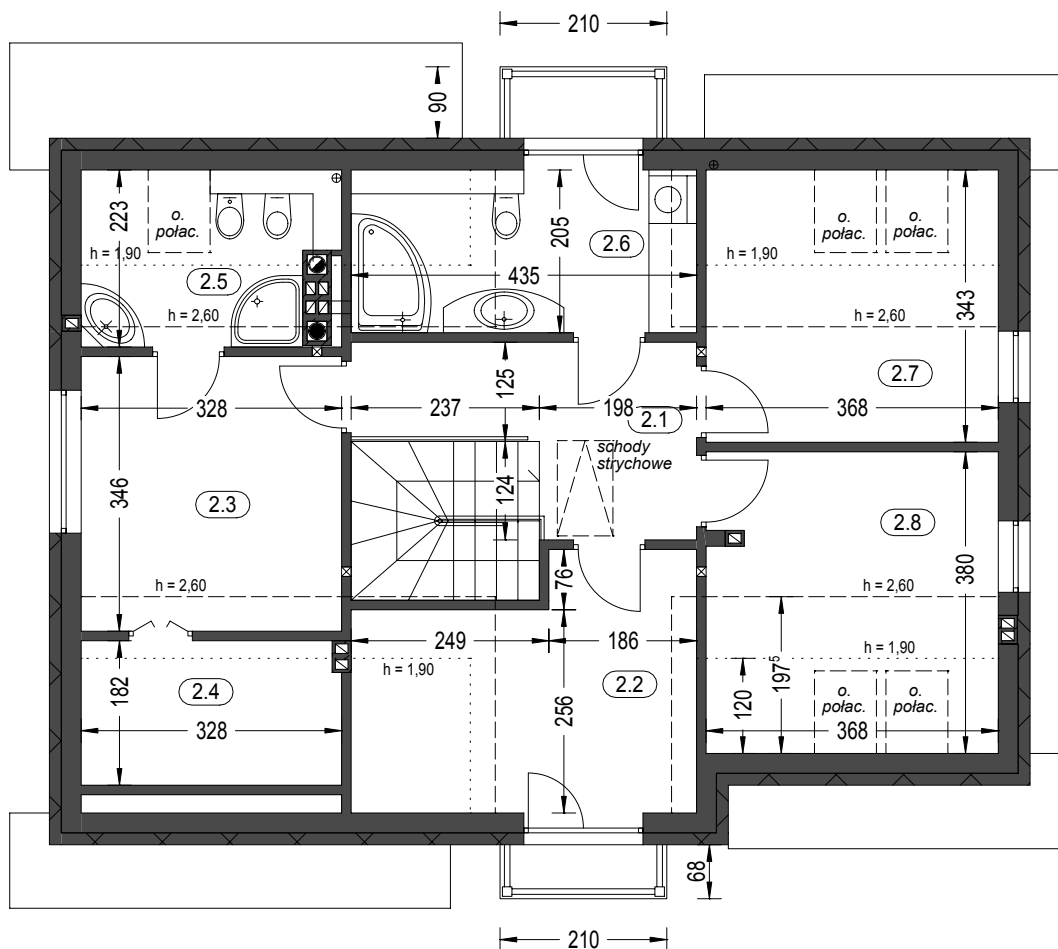 210
90
223
o.
połac.
h = 1,90
2.5
h = 2,60
205
2.6
435
o.
połac.
o.
połac.
h = 1,90
343
h = 2,60
2.7
328
237
125
198
2.1
368
schody
strychowe
124
346
2.3
2.8
380
h = 2,60
76
h = 2,60
249
186
h = 1,90
2.2
h = 1,90
182
2.4
256
197⁵
120
o.
połac.
o.
połac.
328
368
68
210